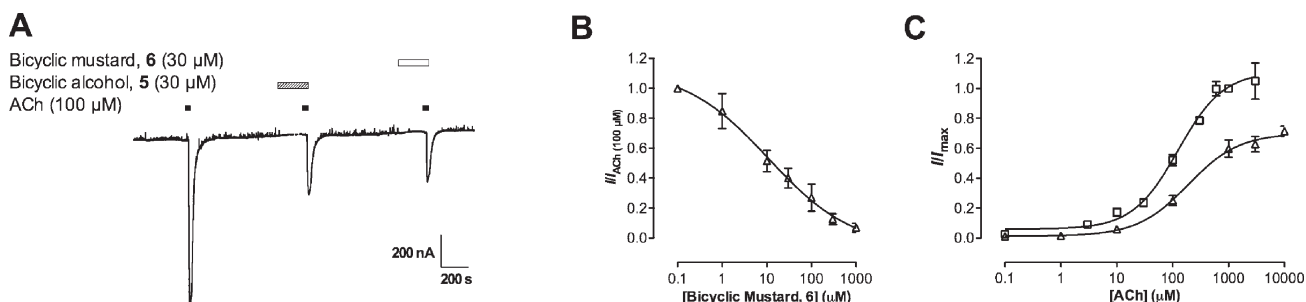 A
Bicyclic mustard, 6 (30 µM)
Bicyclic alcohol, 5 (30 µM)
ACh (100 µM)
200 nA
200 s
B
1.2
1.0
0.8
0.6
0.4
0.2
0.0
I/I ACh (100 µM)
0.1 1 10 100 1000
[Bicyclic Mustard, 6] (µM)
C
1.2
1.0
0.8
0.6
0.4
0.2
0.0
I/Imax
0.1 1 10 100 1000 10000
[ACh] (µM)